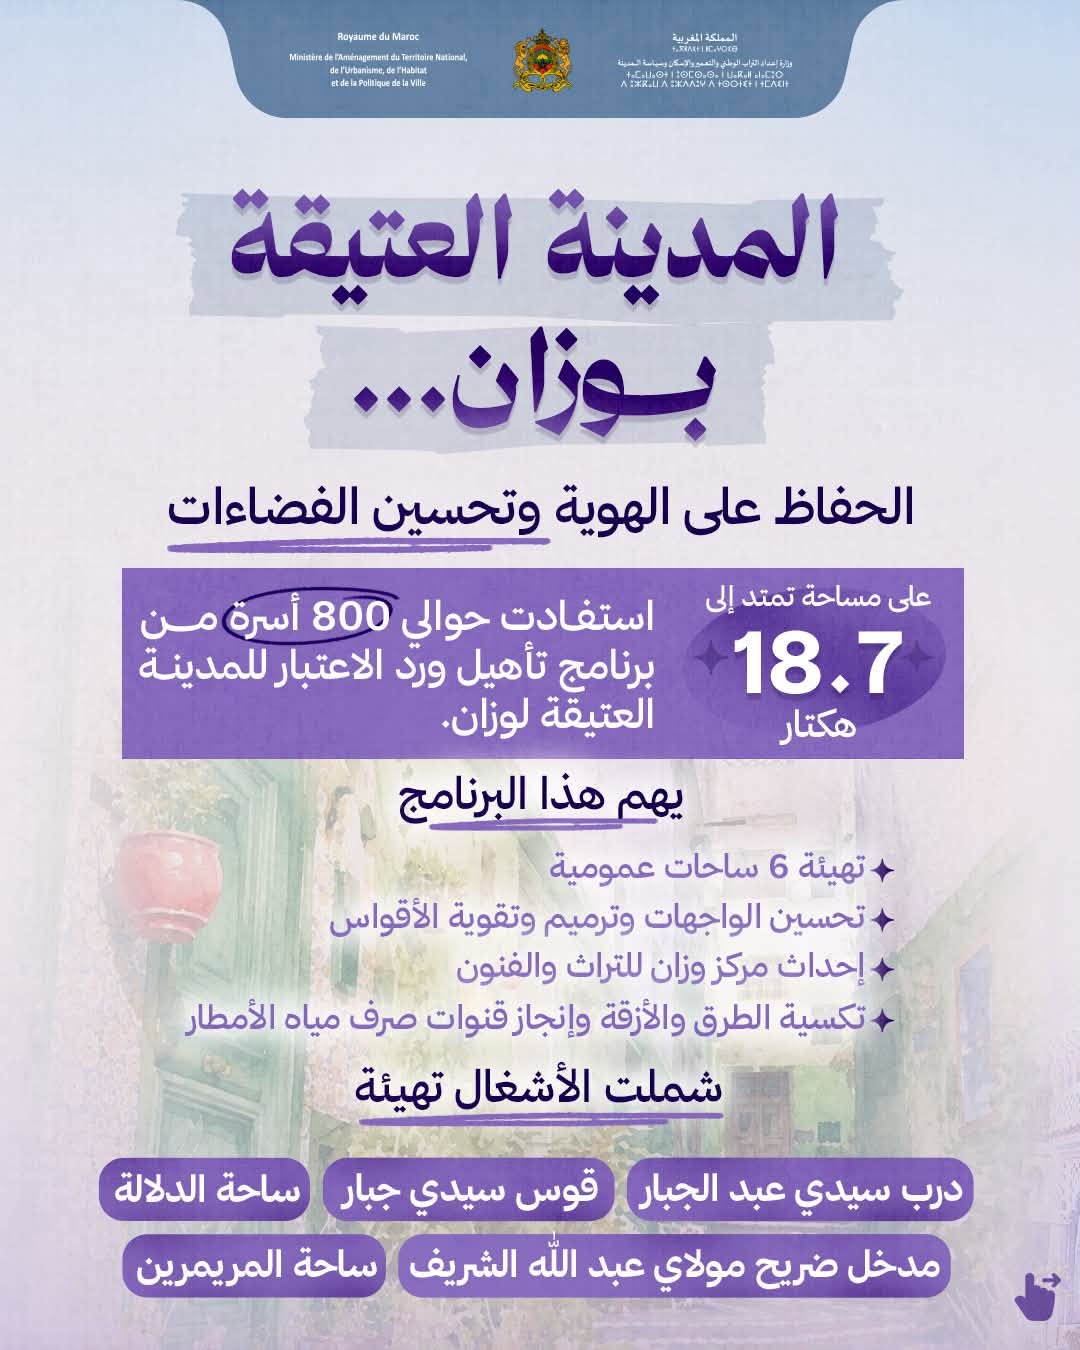 Royaume du Maroc
Ministère de l'Aménagement du Territoire National,
de l'Urbanisme, de l'Habitat
et de la Politique de la Ville
المملكة المغربية
ⵜⴰⴳⵍⴷⵉⵜ ⵏ ⵍⵎⵖⵔⵉⴱ
وزارة إعداد التراب الوطني والتعمير والإسكان وسياسة المدينة
المدينة العتيقة
بوزان...
الحفاظ على الهوية وتحسين الفضاءات
على مساحة تمتد إلى
18.7
هكتار
استفادت حوالي 800 أسرة من
برنامج تأهيل ورد الاعتبار للمدينة
العتيقة لوزان.
يهم هذا البرنامج
تهيئة 6 ساحات عمومية
تحسين الواجهات وترميم وتقوية الأقواس
إحداث مركز وزان للتراث والفنون
تكسية الطرق والأزقة وإنجاز قنوات صرف مياه الأمطار
شملت الأشغال تهيئة
درب سيدي عبد الجبار
قوس سيدي جبار
ساحة الدلالة
مدخل ضريح مولاي عبد الله الشريف
ساحة المريمرين